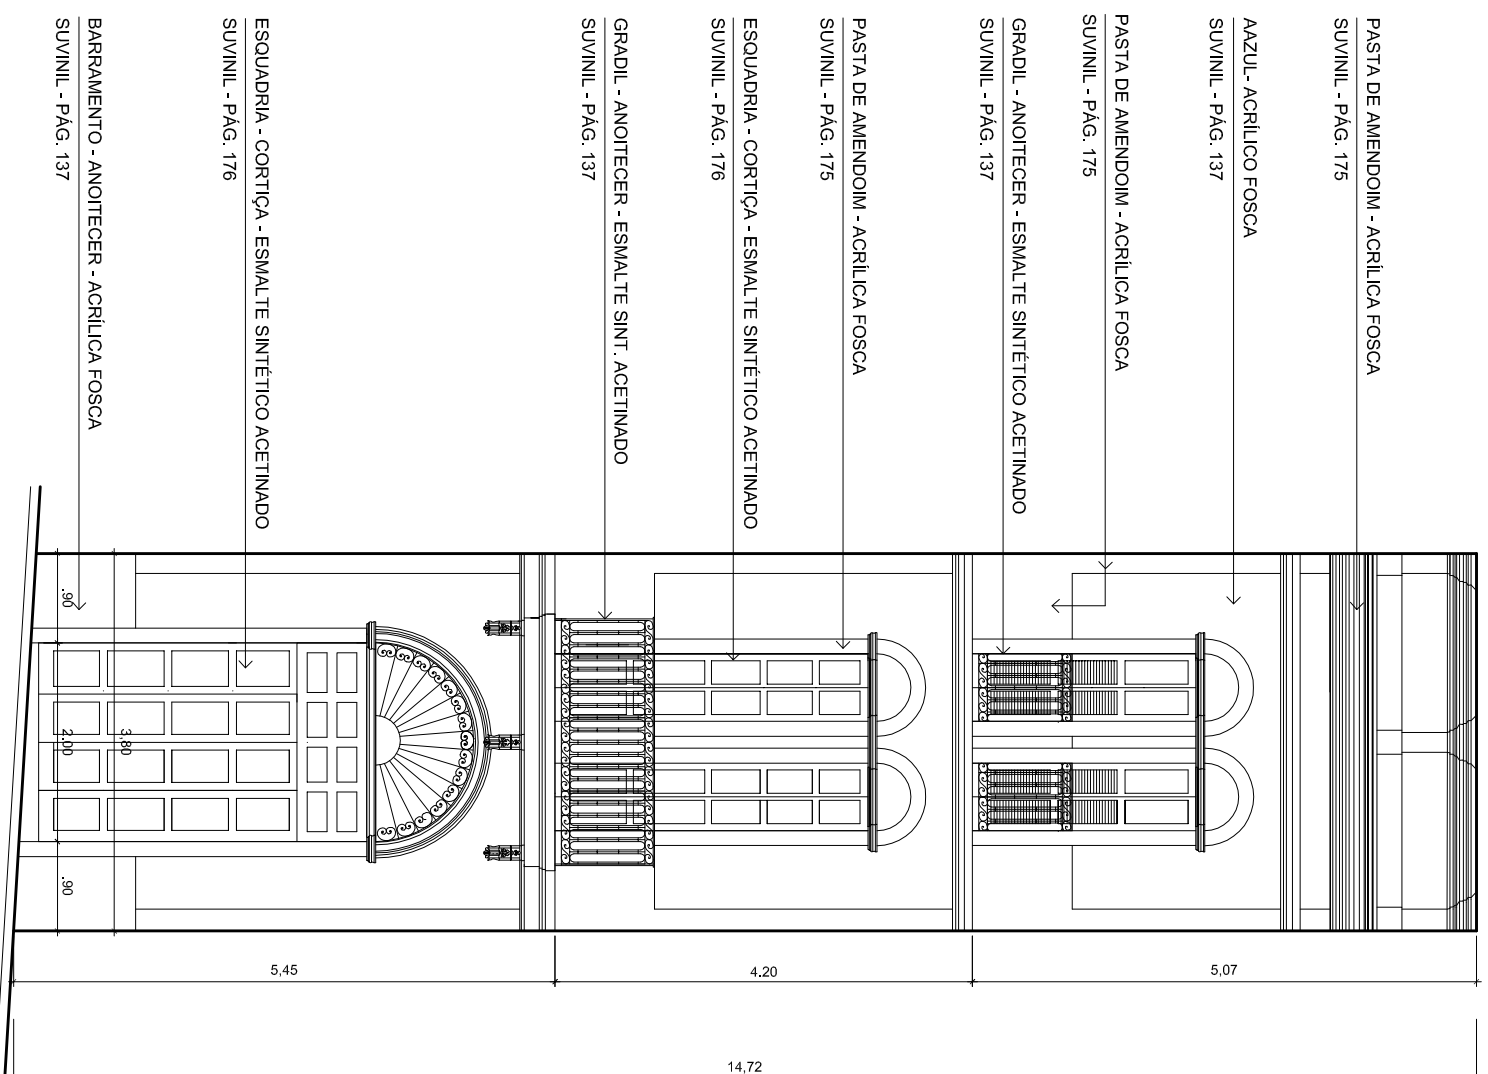 PASTA DE AMENDOIM - ACRÍLICA FOSCA
SUVINIL - PÁG. 175
AAZUL- ACRÍLICO FOSCA
SUVINIL - PÁG. 137
PASTA DE AMENDOIM - ACRÍLICA FOSCA
SUVINIL - PÁG. 175
GRADIL - ANOITECER - ESMALTE SINTÉTICO ACETINADO
SUVINIL - PÁG. 137
PASTA DE AMENDOIM - ACRÍLICA FOSCA
SUVINIL - PÁG. 175
ESQUADRIA - CORTIÇA - ESMALTE SINTÉTICO ACETINADO
SUVINIL - PÁG. 176
GRADIL - ANOITECER - ESMALTE SINT. ACETINADO
SUVINIL - PÁG. 137
ESQUADRIA - CORTIÇA - ESMALTE SINTÉTICO ACETINADO
SUVINIL - PÁG. 176
BARRAMENTO - ANOITECER - ACRÍLICA FOSCA
SUVINIL - PÁG. 137
3,80
.90
2.00
.90
5,45
4.20
5,07
14,72